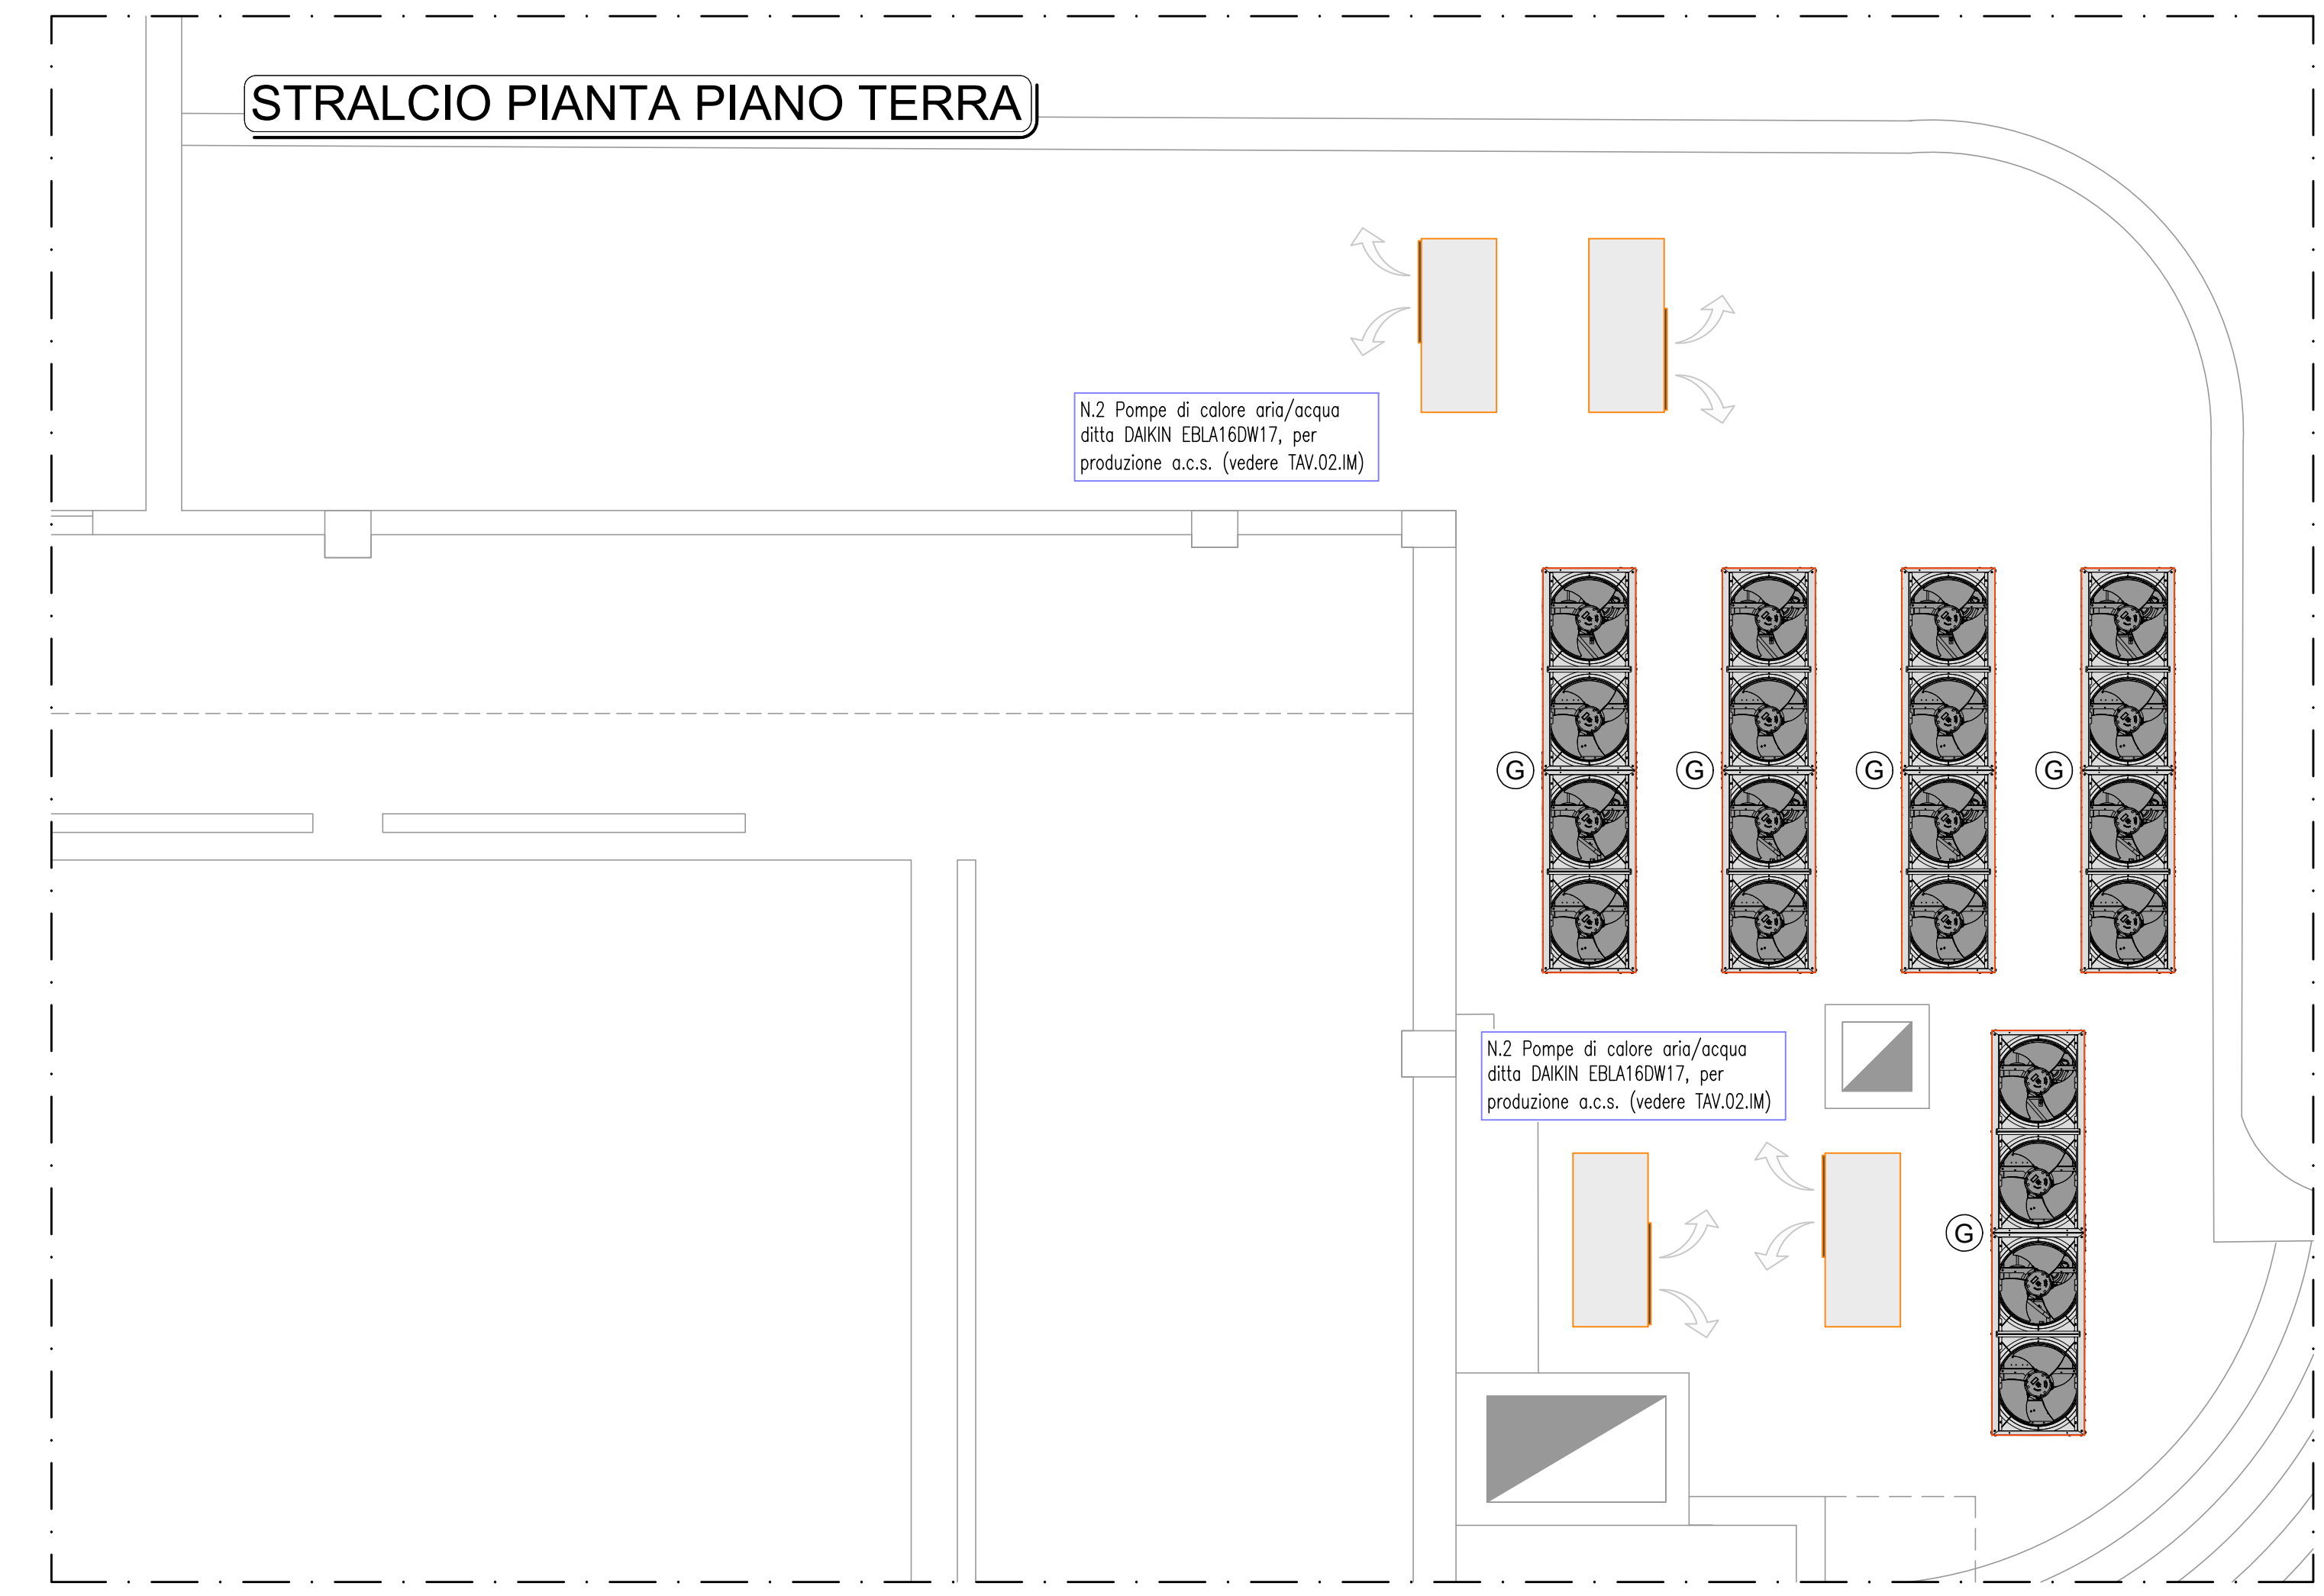 STRALCIO PIANTA PIANO TERRA
N.2 Pompe di calore aria/acqua
ditta DAIKIN EBLA16DW17, per
produzione a.c.s. (vedere TAV.02.IM)
G
G
G
G
N.2 Pompe di calore aria/acqua
ditta DAIKIN EBLA16DW17, per
produzione a.c.s. (vedere TAV.02.IM)
G